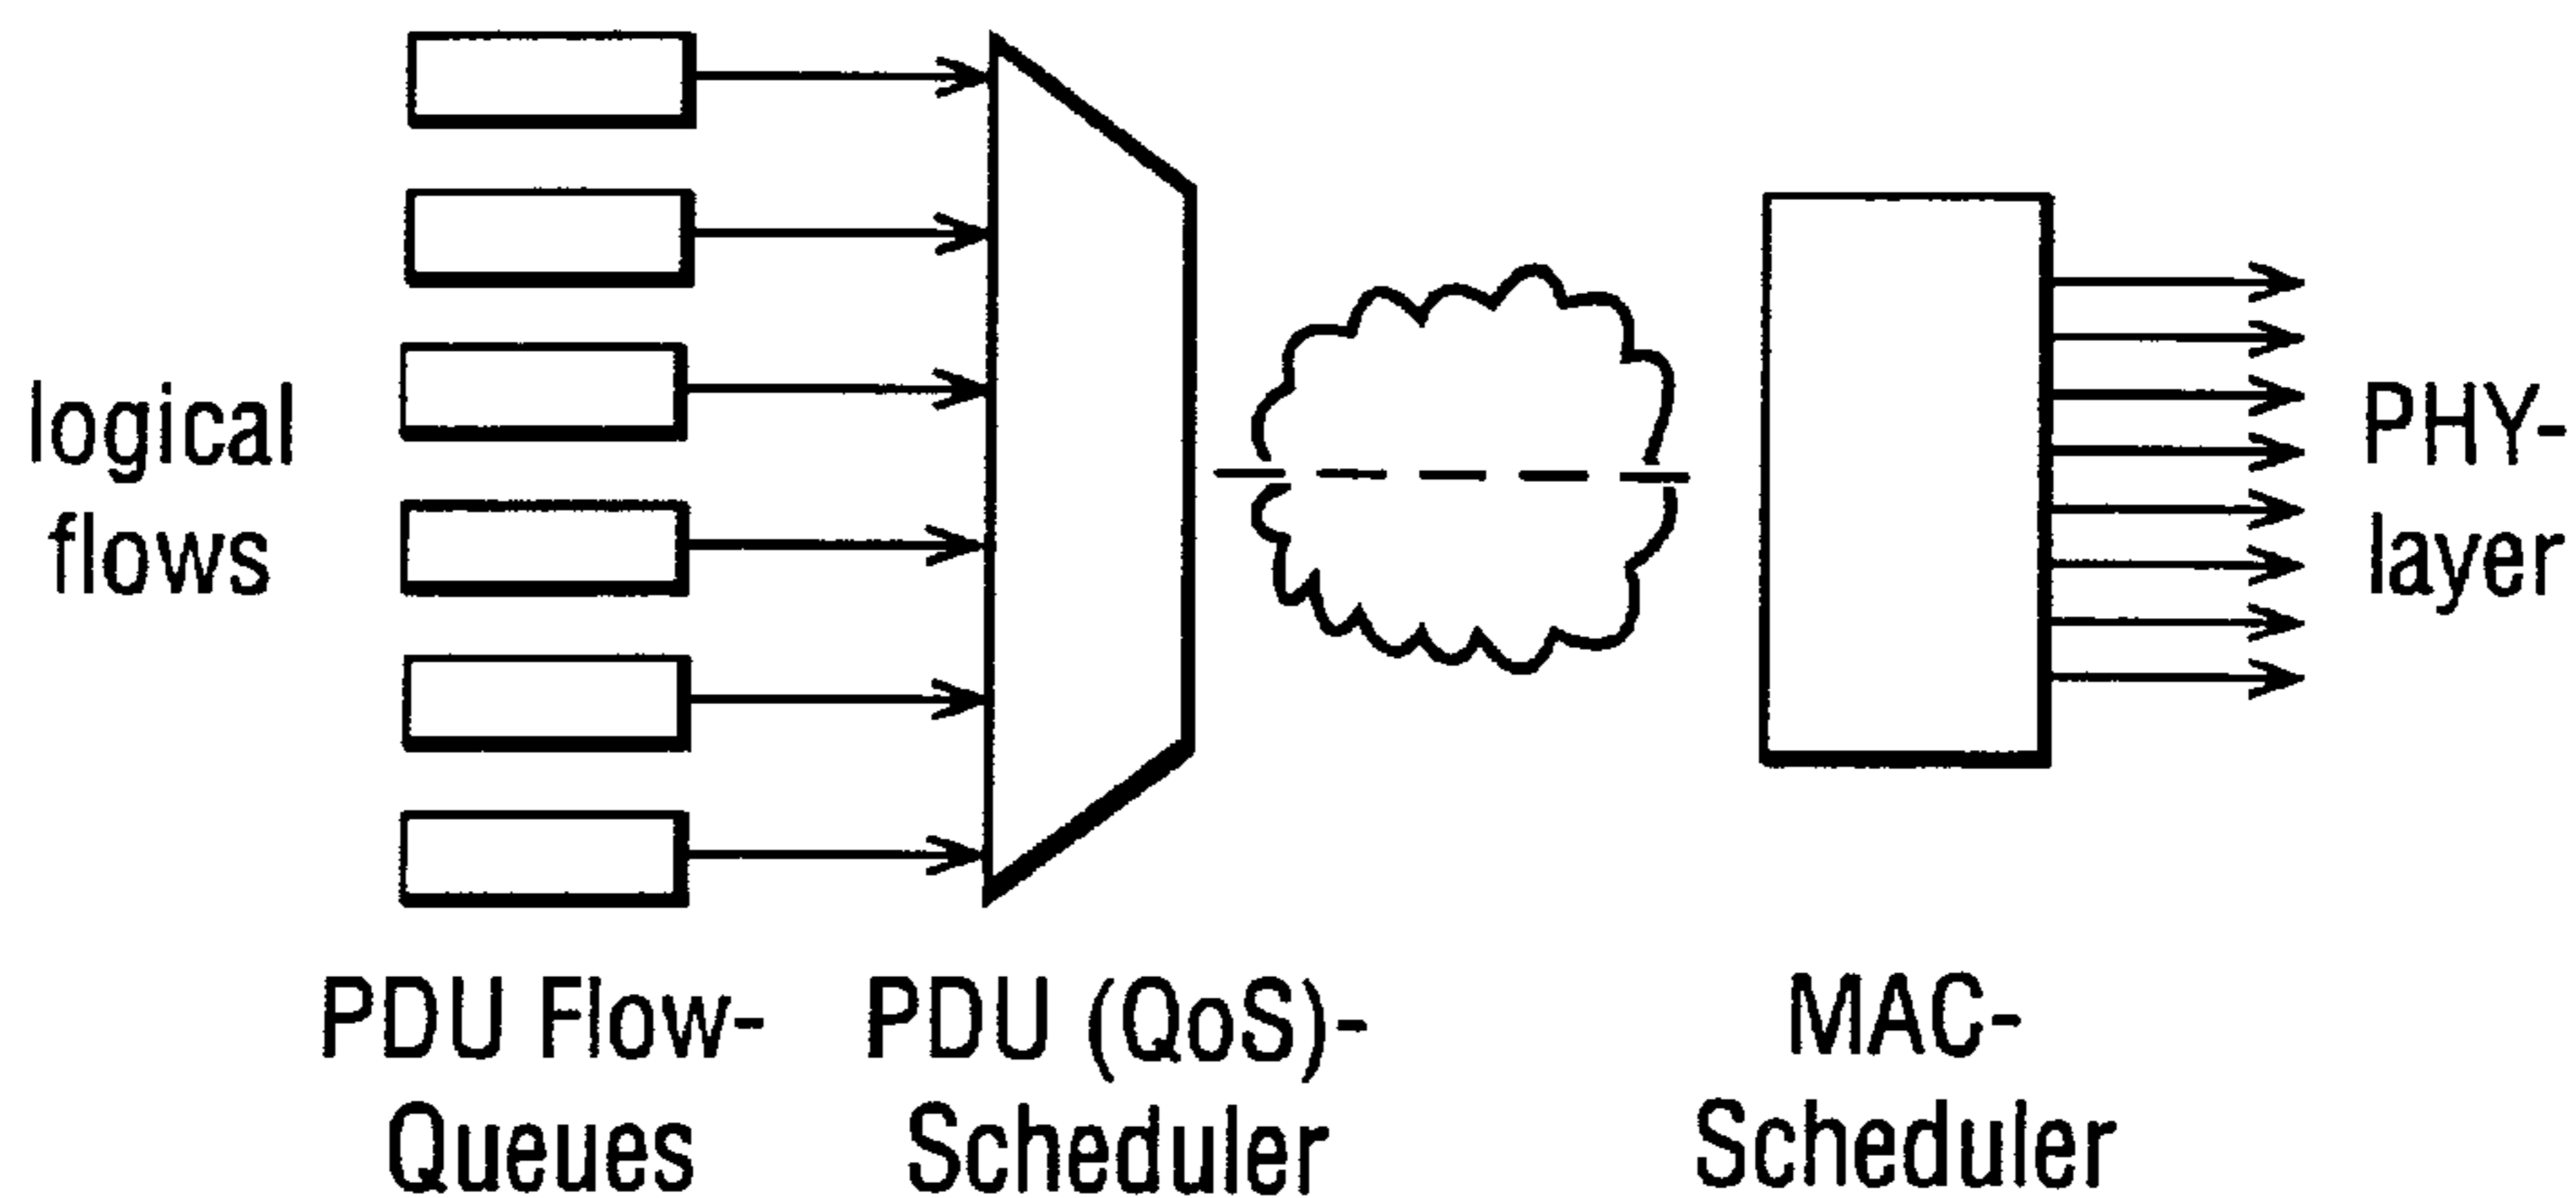 logical
flows
PHY-
layer
PDU Flow-
Queues
PDU (QoS)-
Scheduler
MAC-
Scheduler